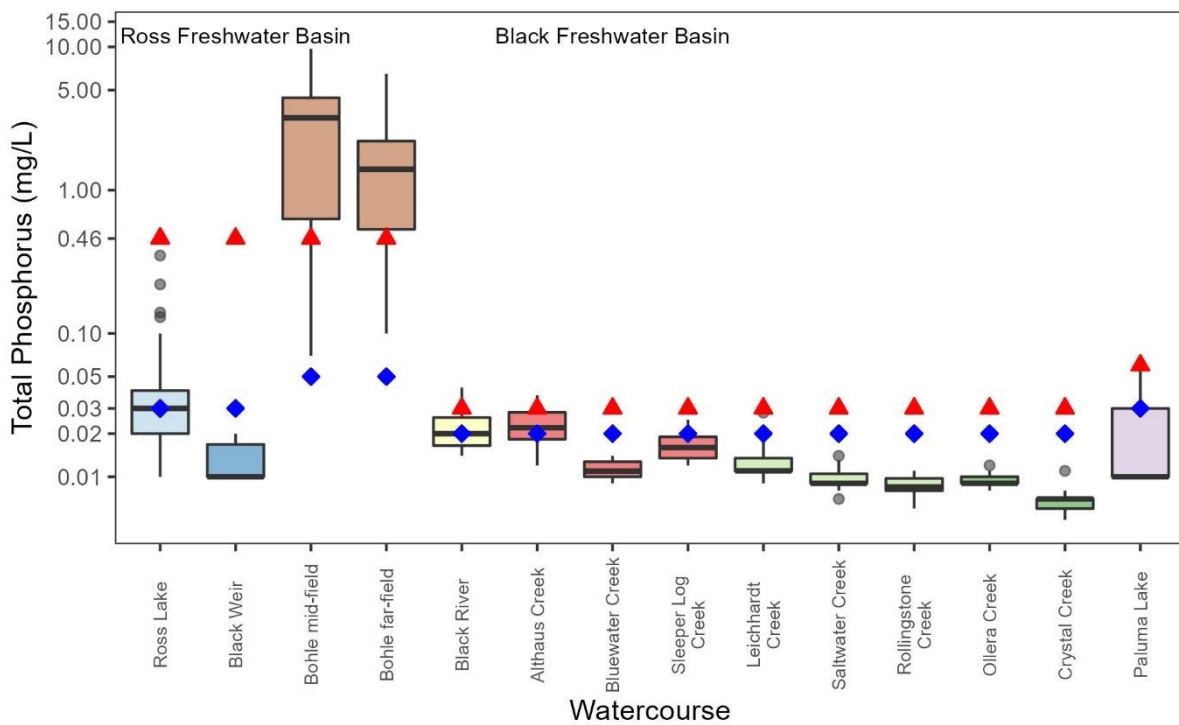 Ross Freshwater Basin
Black Freshwater Basin
Total Phosphorus (mg/L)
15.00
10.00
5.00
1.00
0.46
0.10
0.05
0.03
0.02
0.01
Ross Lake
Black Weir
Bohle mid-field
Bohle far-field
Black River
Althaus Creek
Bluewater Creek
Sleeper Log
Creek
Leichhardt
Creek
Saltwater Creek
Rollingstone
Creek
Ollera Creek
Crystal Creek
Paluma Lake
Watercourse